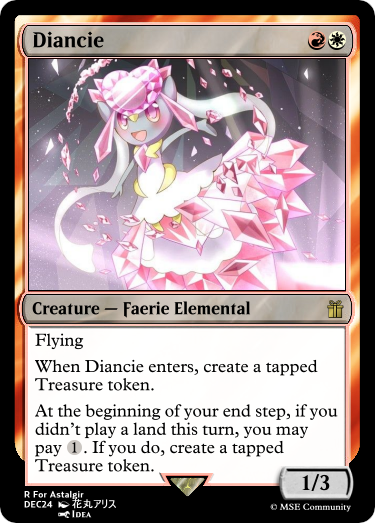 Diancie
Creature — Faerie Elemental
Flying
When Diancie enters, create a tapped
Treasure token.
At the beginning of your end step, if you
didn't play a land this turn, you may
pay 1. If you do, create a tapped
Treasure token.
1/3
R For Astalgir
DEC24 花丸アリス
IDEA
© MSE Community